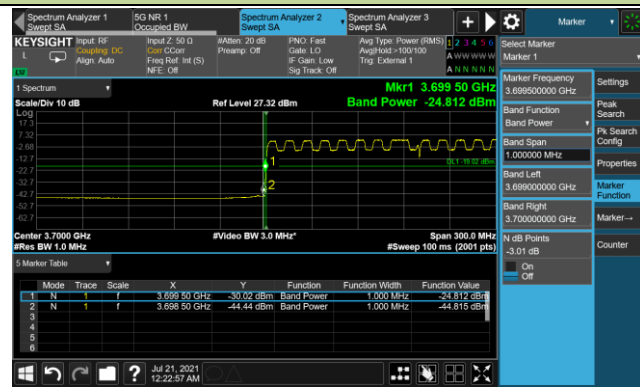 Spectrum Analyzer 1
Swept SA
5G NR 1
Occupied BW
Spectrum Analyzer 2
Swept SA
Spectrum Analyzer 3
Swept SA
Marker
KEYSIGHT
L
Input: RF
Coupling: DC
Align: Auto
Input Z: 50 Ω
Corr CCorr
Freq Ref: Int (S)
NFE: Off
#Atten: 20 dB
Preamp: Off
PNO: Fast
Gate: LO
IF Gain: Low
Sig Track: Off
Avg Type: Power (RMS)
Avg|Hold:>100/100
Trig: External 1
1 2 3 4 5 6
A W W W W W
A N N N N N
Select Marker
Marker 1
1 Spectrum
Scale/Div 10 dB
Ref Level 27.32 dBm
Mkr1 3.699 50 GHz
Band Power -24.812 dBm
Log
17.3
7.32
-2.68
-12.7
-22.7
-32.7
-42.7
-52.7
-62.7
DL1 -19.02 dBm
1
2
Center 3.7000 GHz
#Res BW 1.0 MHz
#Video BW 3.0 MHz*
Span 300.0 MHz
#Sweep 100 ms (2001 pts)
5 Marker Table
Mode Trace Scale X Y Function Function Width Function Value
1 N 1 f 3.699 50 GHz -30.02 dBm Band Power 1.000 MHz -24.812 dBm
2 N 1 f 3.698 50 GHz -44.44 dBm Band Power 1.000 MHz -44.815 dBm
3
4
5
6
Marker Frequency
3.699500000 GHz
Band Function
Band Power
Band Span
1.000000 MHz
Band Left
3.699000000 GHz
Band Right
3.700000000 GHz
N dB Points
-3.01 dB
On
Off
Settings
Peak
Search
Pk Search
Config
Properties
Marker
Function
Marker→
Counter
?
Jul 21, 2021
12:22:57 AM